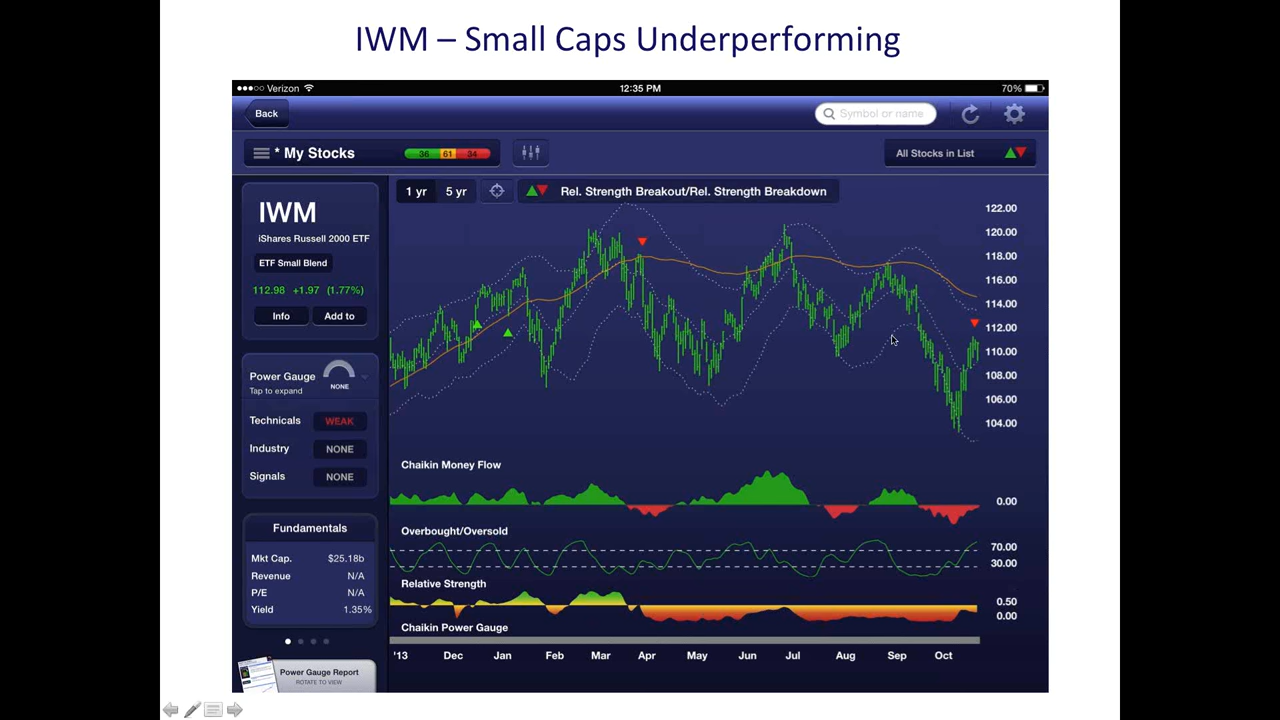 IWM – Small Caps Underperforming
Verizon 12:35 PM 70%
Back Symbol or name
* My Stocks 36 61 34 All Stocks in List
1 yr 5 yr Rel. Strength Breakout/Rel. Strength Breakdown
IWM
iShares Russell 2000 ETF
ETF Small Blend
112.98 +1.97 (1.77%)
Info Add to
Power Gauge NONE
Tap to expand
Technicals WEAK
Industry NONE
Signals NONE
Fundamentals
Mkt Cap. $25.18b
Revenue N/A
P/E N/A
Yield 1.35%
Power Gauge Report
ROTATE TO VIEW
122.00
120.00
118.00
116.00
114.00
112.00
110.00
108.00
106.00
104.00
Chaikin Money Flow
0.00
Overbought/Oversold
70.00
30.00
Relative Strength
0.50
0.00
Chaikin Power Gauge
'13 Dec Jan Feb Mar Apr May Jun Jul Aug Sep Oct